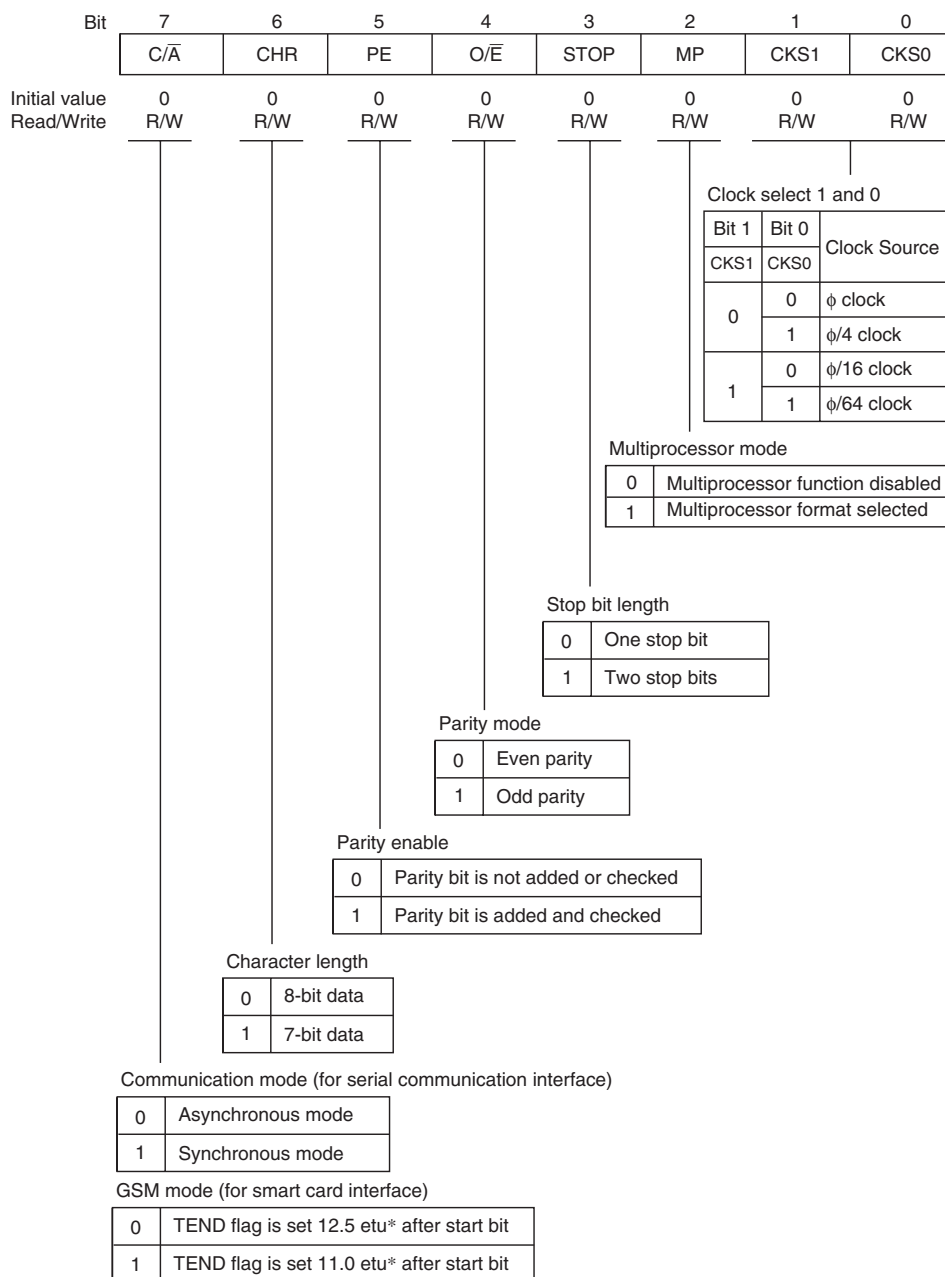 Bit 7 6 5 4 3 2 1 0
C/A̅ CHR PE O/E̅ STOP MP CKS1 CKS0
Initial value 0 0 0 0 0 0 0 0
Read/Write R/W R/W R/W R/W R/W R/W R/W R/W
Clock select 1 and 0
Bit 1 Bit 0 Clock Source
CKS1 CKS0
0 0 φ clock
1 φ/4 clock
1 0 φ/16 clock
1 φ/64 clock
Multiprocessor mode
0 Multiprocessor function disabled
1 Multiprocessor format selected
Stop bit length
0 One stop bit
1 Two stop bits
Parity mode
0 Even parity
1 Odd parity
Parity enable
0 Parity bit is not added or checked
1 Parity bit is added and checked
Character length
0 8-bit data
1 7-bit data
Communication mode (for serial communication interface)
0 Asynchronous mode
1 Synchronous mode
GSM mode (for smart card interface)
0 TEND flag is set 12.5 etu* after start bit
1 TEND flag is set 11.0 etu* after start bit